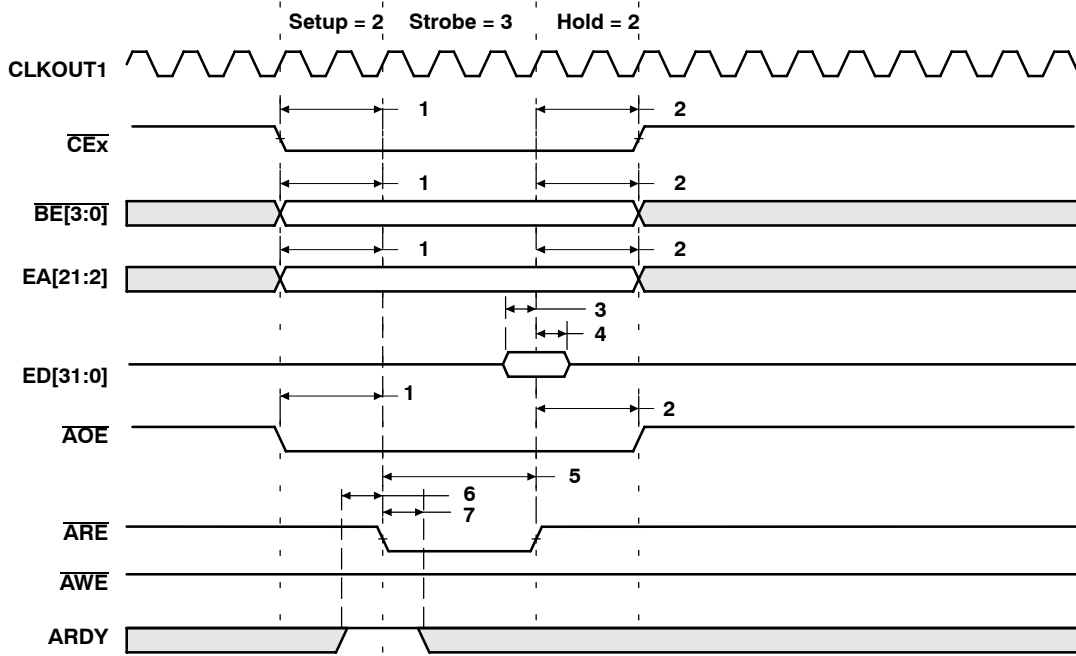 Setup = 2 Strobe = 3 Hold = 2
CLKOUT1
1 2
CEx
1 2
BE[3:0]
1 2
EA[21:2]
3
4
ED[31:0]
1
2
AOE
5
6
7
ARE
AWE
ARDY